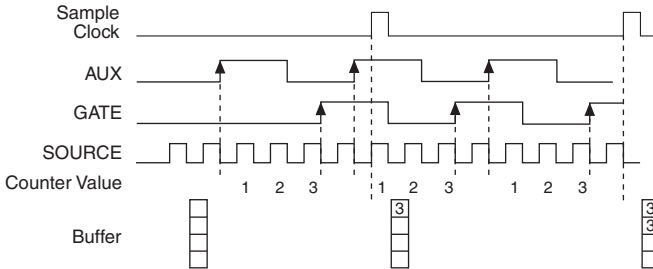 Sample
Clock
AUX
GATE
SOURCE
Counter Value 1 2 3 1 2 3 1 2 3
Buffer 3 3
3